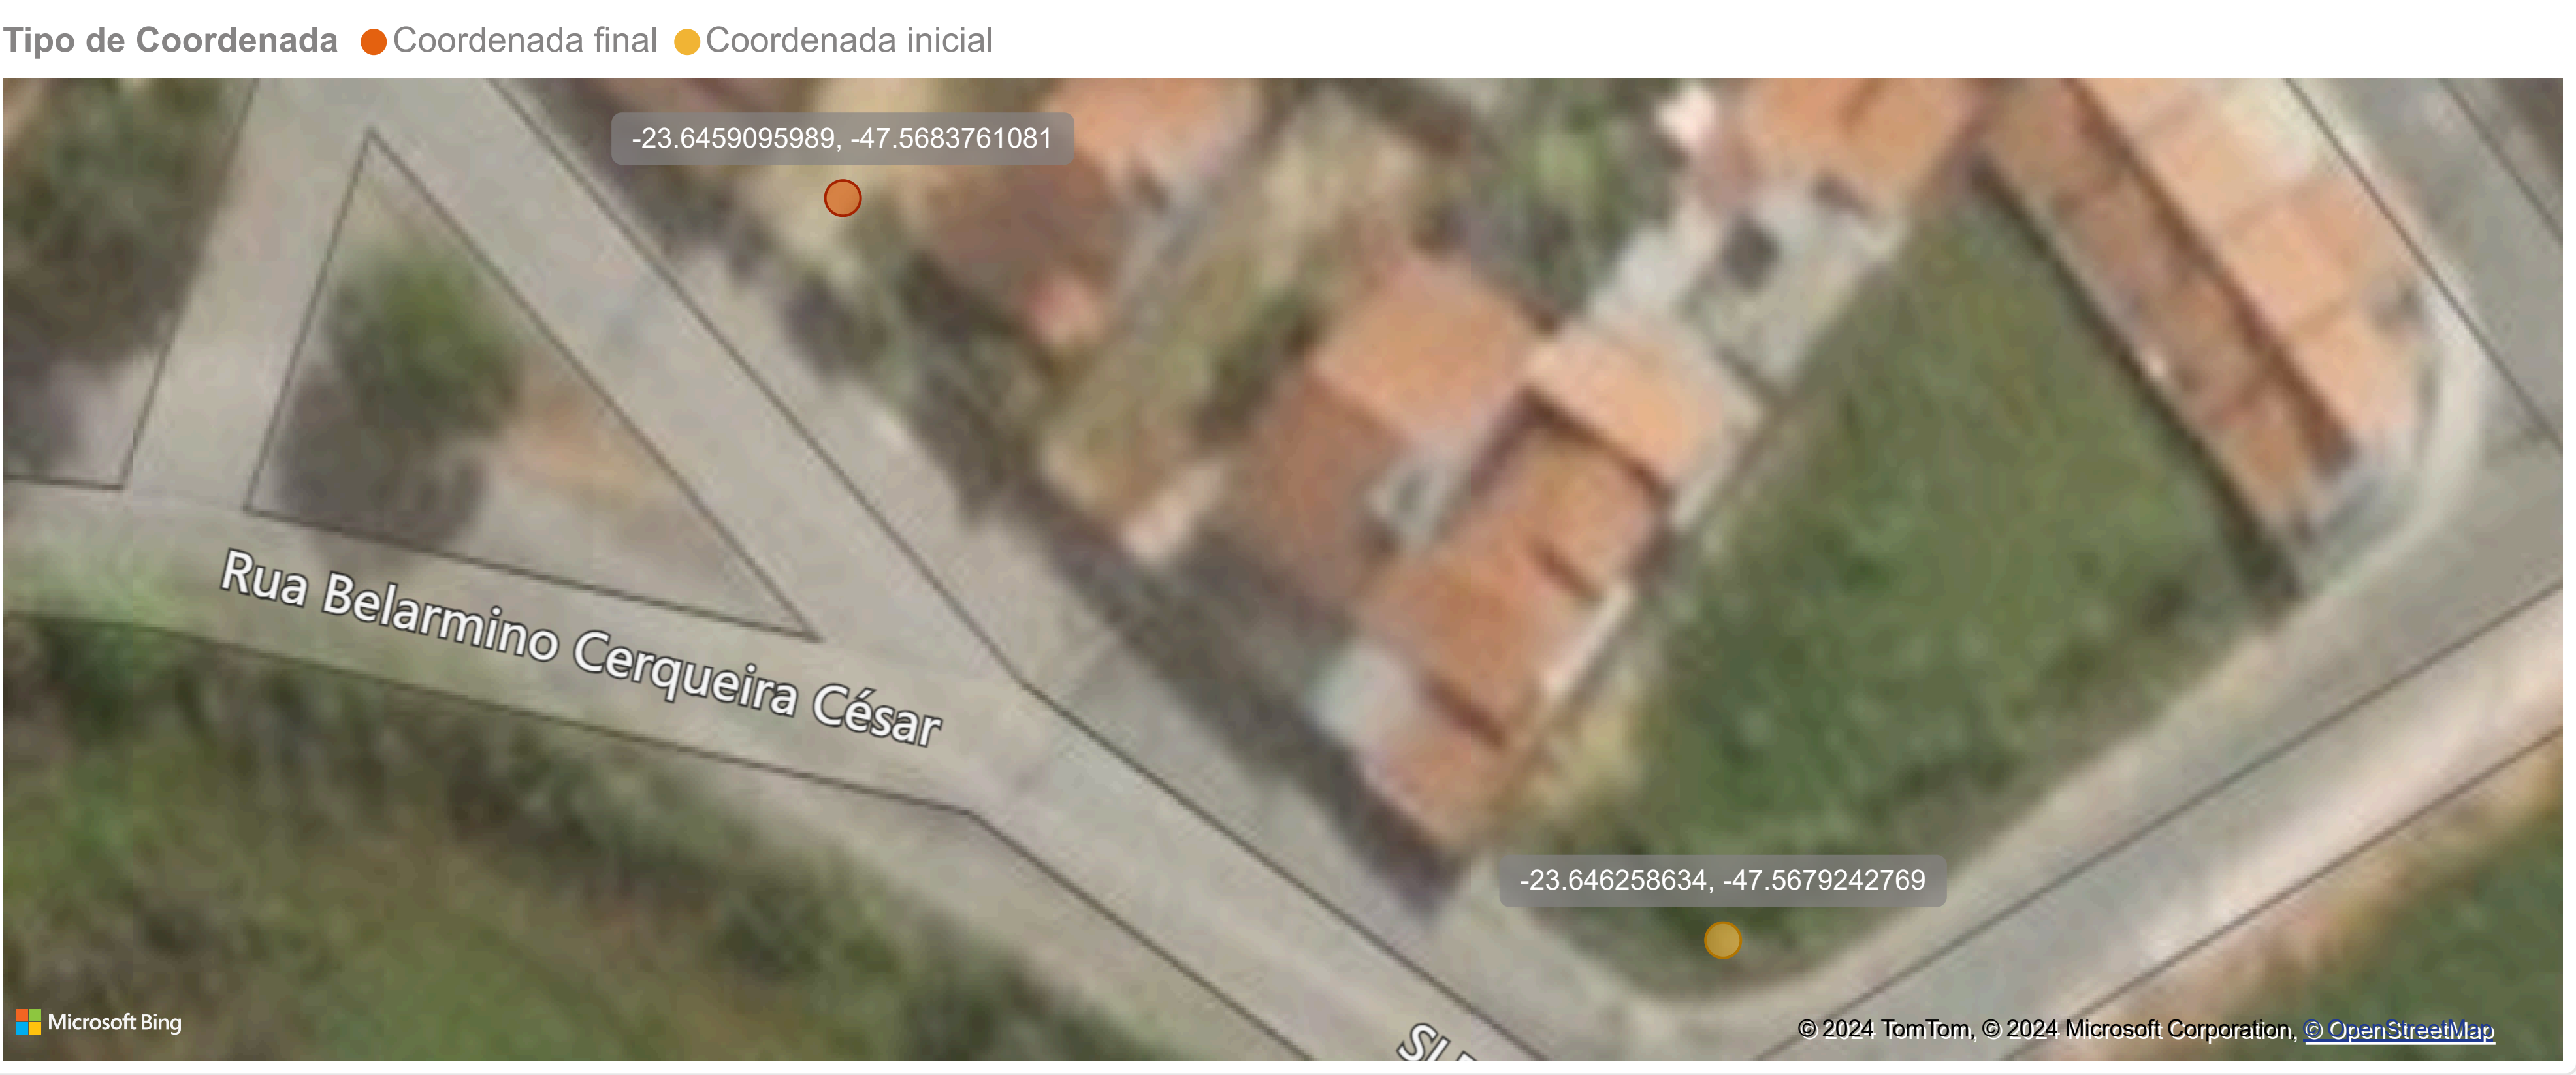 Tipo de Coordenada Coordenada final Coordenada inicial
-23.6459095989, -47.5683761081
Rua Belarmino Cerqueira César
-23.646258634, -47.5679242769
Microsoft Bing
© 2024 TomTom, © 2024 Microsoft Corporation, © OpenStreetMap